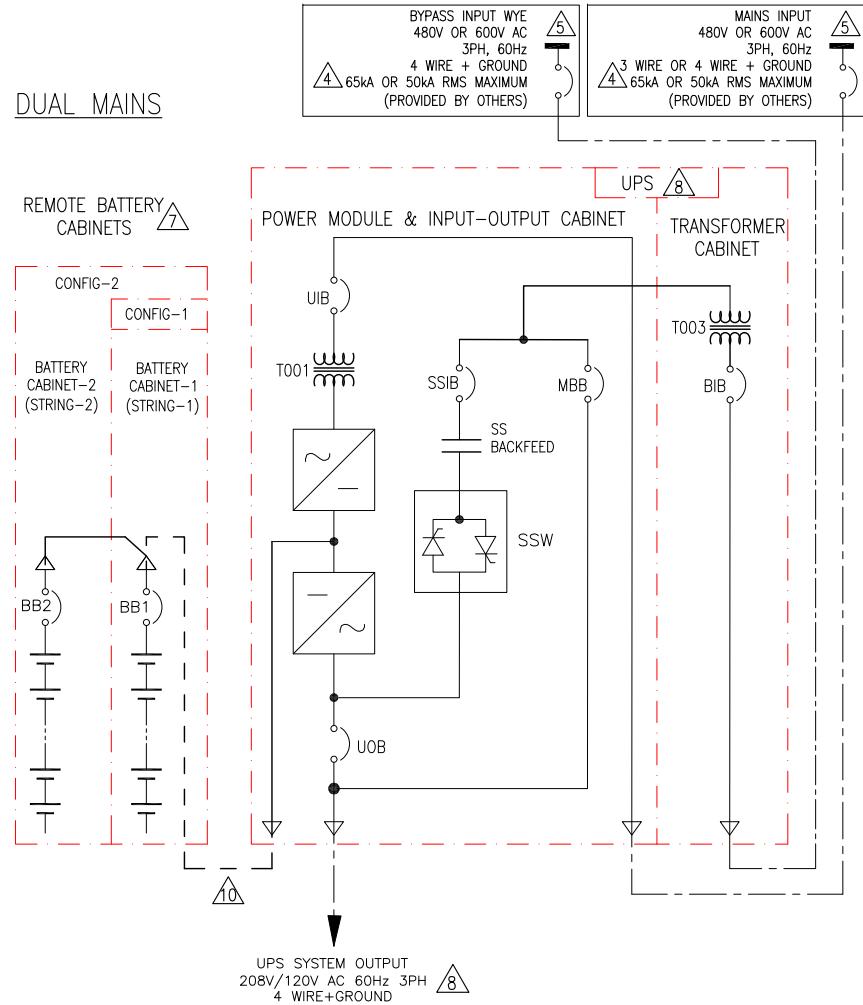 BYPASS INPUT WYE
480V OR 600V AC
3PH, 60Hz
4 WIRE + GROUND
65kA OR 50kA RMS MAXIMUM
(PROVIDED BY OTHERS)
5
4
MAINS INPUT
480V OR 600V AC
3PH, 60Hz
3 WIRE OR 4 WIRE + GROUND
65kA OR 50kA RMS MAXIMUM
(PROVIDED BY OTHERS)
5
4
DUAL MAINS
REMOTE BATTERY
CABINETS
7
CONFIG-2
CONFIG-1
BATTERY
CABINET-2
(STRING-2)
BATTERY
CABINET-1
(STRING-1)
BB2
BB1
UPS
8
POWER MODULE & INPUT-OUTPUT CABINET
TRANSFORMER
CABINET
UIB
T001
SSIB
MBB
T003
BIB
SS
BACKFEED
SSW
UOB
10
UPS SYSTEM OUTPUT
208V/120V AC 60Hz 3PH
4 WIRE+GROUND
8